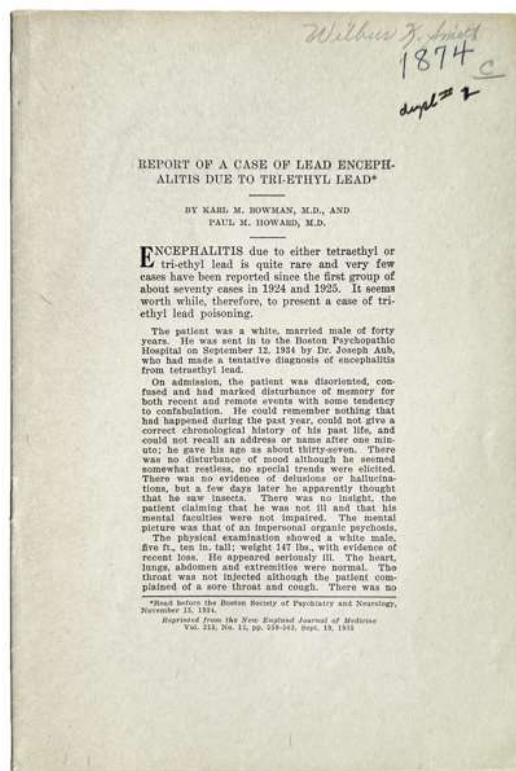 Wilbus K. Smith
1874 C
dupl # 2
REPORT OF A CASE OF LEAD ENCEPH-
ALITIS DUE TO TRI-ETHYL LEAD*
BY KARL M. BOWMAN, M.D., AND
PAUL M. HOWARD, M.D.
ENCEPHALITIS due to either tetraethyl or
tri-ethyl lead is quite rare and very few
cases have been reported since the first group of
about seventy cases in 1924 and 1925. It seems
worth while, therefore, to present a case of tri-
ethyl lead poisoning.
The patient was a white, married male of forty
years. He was sent in to the Boston Psychopathic
Hospital on September 12, 1934 by Dr. Joseph Aub,
who had made a tentative diagnosis of encephalitis
from tetraethyl lead.
On admission, the patient was disoriented, con-
fused and had marked disturbance of memory for
both recent and remote events with some tendency
to confabulation. He could remember nothing that
had happened during the past year, could not give a
correct chronological history of his past life, and
could not recall an address or name after one min-
ute; he gave his age as about thirty-seven. There
was no disturbance of mood although he seemed
somewhat restless, no special trends were elicited.
There was no evidence of delusions or hallucina-
tions, but a few days later he apparently thought
that he saw insects. There was no insight, the
patient claiming that he was not ill and that his
mental faculties were not impaired. The mental
picture was that of an impersonal organic psychosis.
The physical examination showed a white male,
five ft., ten in. tall; weight 147 lbs., with evidence of
recent loss. He appeared seriously ill. The heart,
lungs, abdomen and extremities were normal. The
throat was not injected although the patient com-
plained of a sore throat and cough. There was no
*Read before the Boston Society of Psychiatry and Neurology,
November 15, 1934.
Reprinted from the New England Journal of Medicine
Vol. 213, No. 12, pp. Sept. 19, 1935